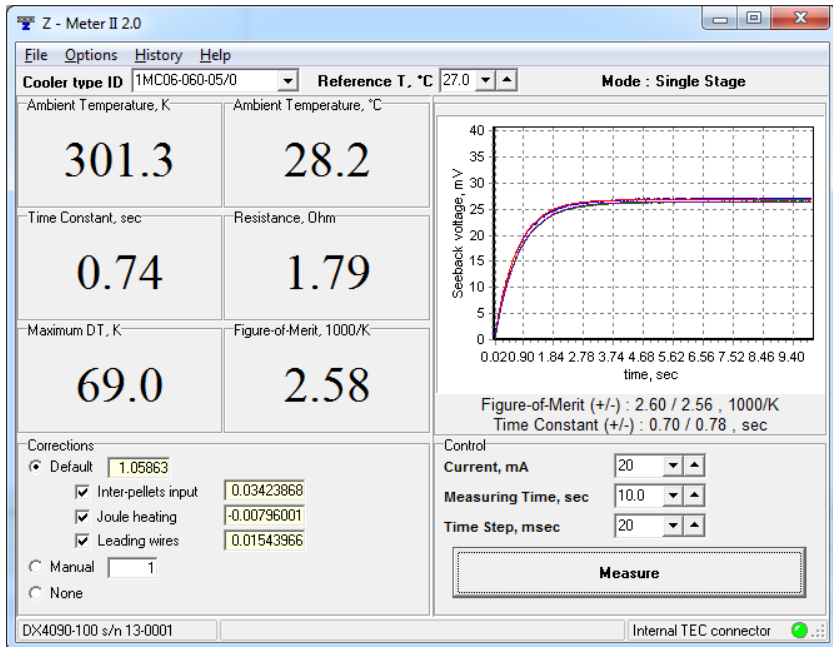 Z - Meter II 2.0
File Options History Help
Cooler type ID 1MC06-060-05/0 Reference T, °C 27.0 Mode : Single Stage
Ambient Temperature, K Ambient Temperature, °C
301.3 28.2
Time Constant, sec Resistance, Ohm
0.74 1.79
Maximum DT, K Figure-of-Merit, 1000/K
69.0 2.58
Seeback voltage, mV
40
35
30
25
20
15
10
5
0
0.02 0.90 1.84 2.78 3.74 4.68 5.62 6.56 7.52 8.46 9.40
time, sec
Figure-of-Merit (+/-) : 2.60 / 2.56 , 1000/K
Time Constant (+/-) : 0.70 / 0.78 , sec
Corrections
Default 1.05863
Inter-pellets input 0.03423868
Joule heating -0.00796001
Leading wires 0.01543966
Manual 1
None
Control
Current, mA 20
Measuring Time, sec 10.0
Time Step, msec 20
Measure
DX4090-100 s/n 13-0001 Internal TEC connector